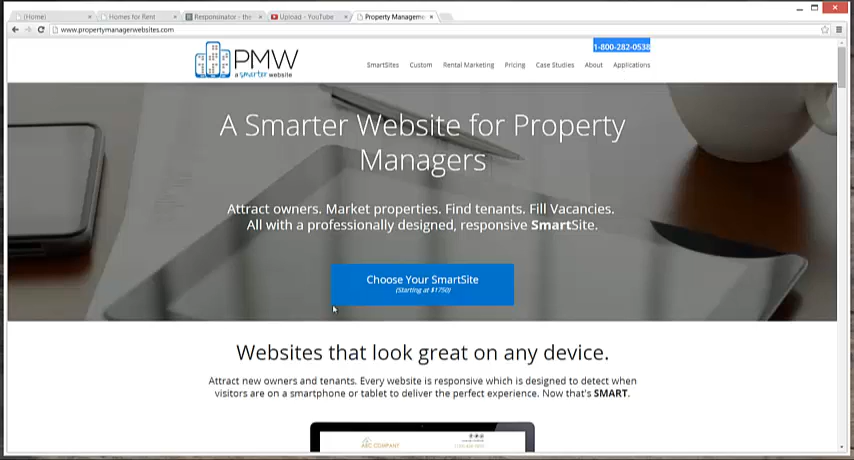 (Home)
Homes for Rent
Responsinator - the
Upload - YouTube
Property Manageme
www.propertymanagerwebsites.com
1-800-282-0538
PMW
a smarter website
SmartSites Custom Rental Marketing Pricing Case Studies About Applications
A Smarter Website for Property
Managers
Attract owners. Market properties. Find tenants. Fill Vacancies.
All with a professionally designed, responsive SmartSite.
Choose Your SmartSite
(Starting at $1750)
Websites that look great on any device.
Attract new owners and tenants. Every website is responsive which is designed to detect when
visitors are on a smartphone or tablet to deliver the perfect experience. Now that's SMART.
ABC COMPANY